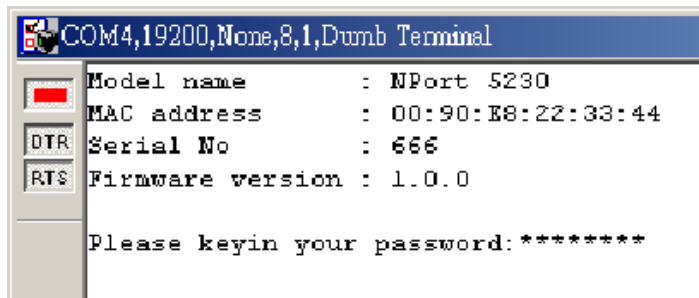 COM4,19200,None,8,1,Dumb Terminal
Model name : NPort 5230
MAC address : 00:90:E8:22:33:44
DTR
Serial No : 666
RTS
Firmware version : 1.0.0
Please keyin your password:********